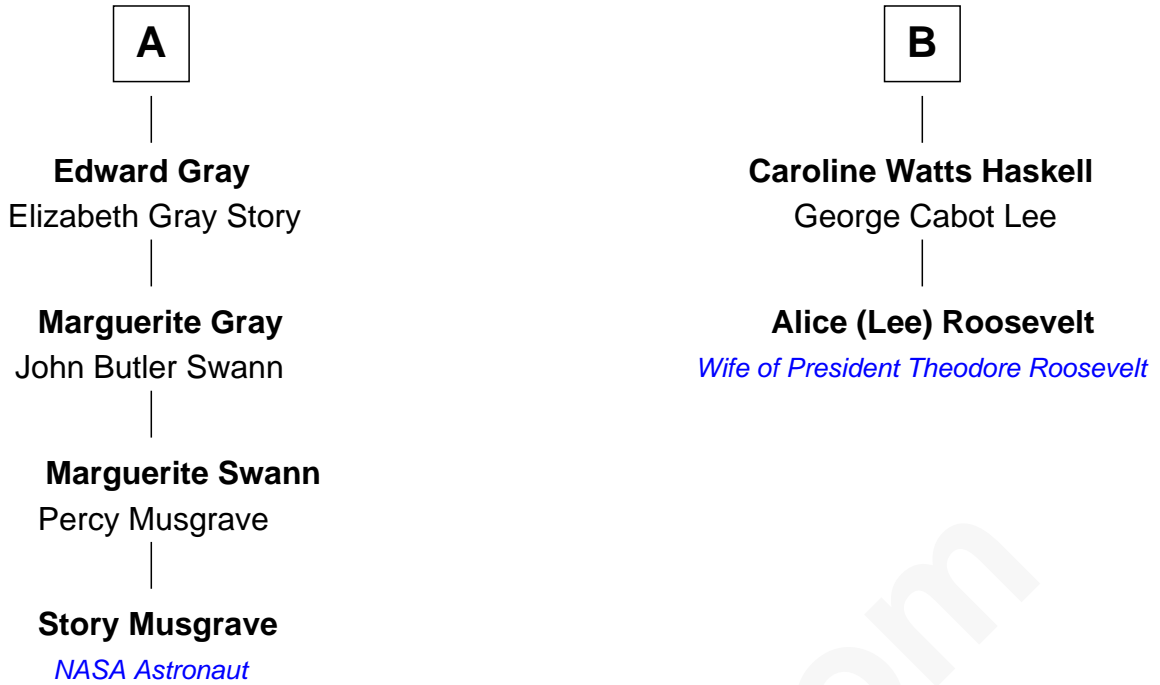 A
Edward Gray
Elizabeth Gray Story
Marguerite Gray
John Butler Swann
Marguerite Swann
Percy Musgrave
Story Musgrave
NASA Astronaut
B
Caroline Watts Haskell
George Cabot Lee
Alice (Lee) Roosevelt
Wife of President Theodore Roosevelt
om